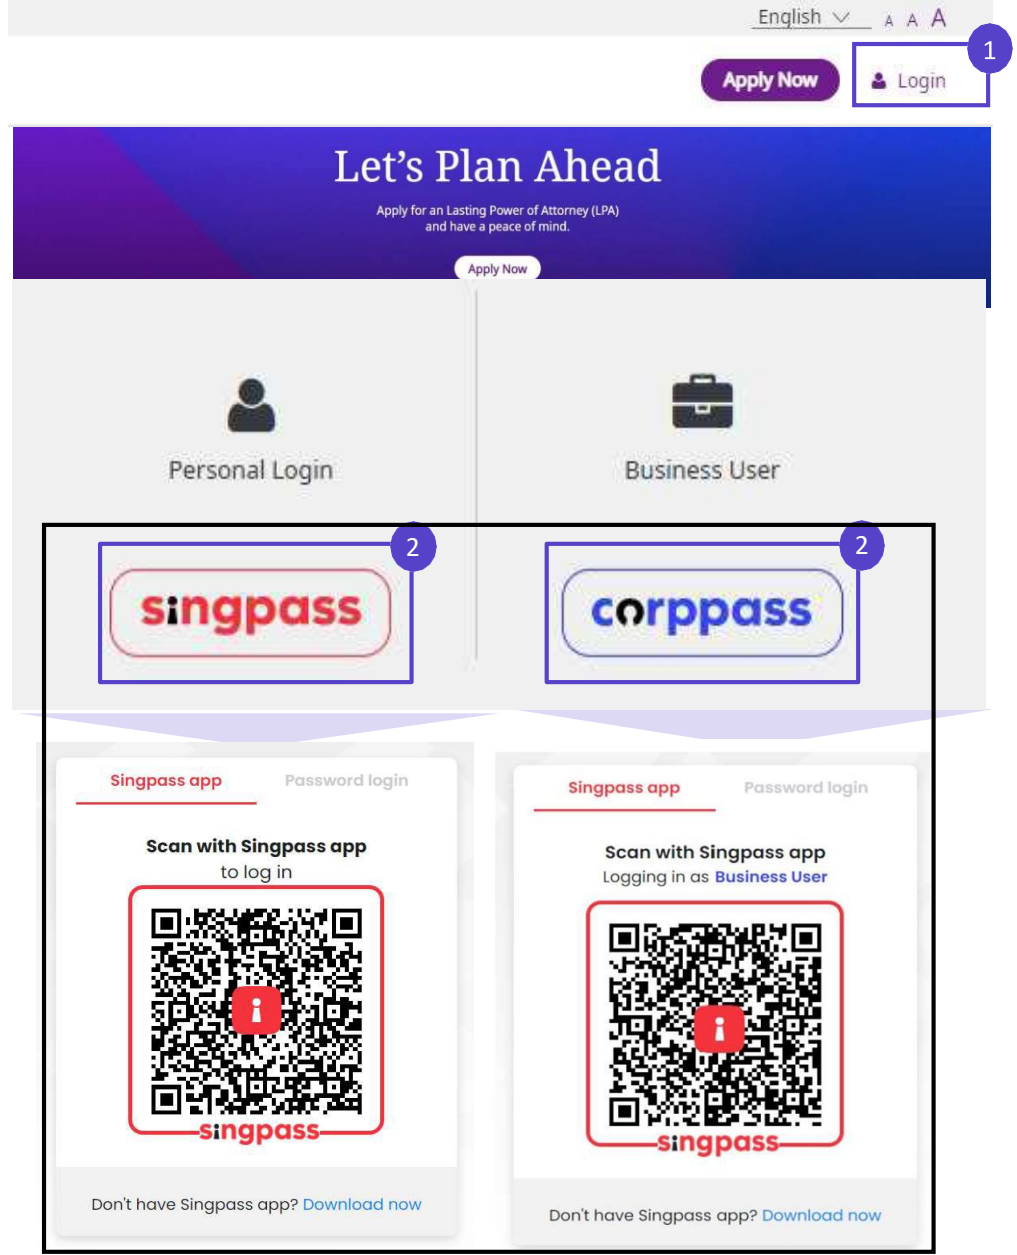 English
A A A
1
Apply Now
Login
Let's Plan Ahead
Apply for an Lasting Power of Attorney (LPA)
and have a peace of mind.
Apply Now
Personal Login
Business User
2
2
singpass
corppass
Singpass app
Password login
Scan with Singpass app
to log in
singpass
Don't have Singpass app? Download now
Singpass app
Password login
Scan with Singpass app
Logging in as Business User
singpass
Don't have Singpass app? Download now